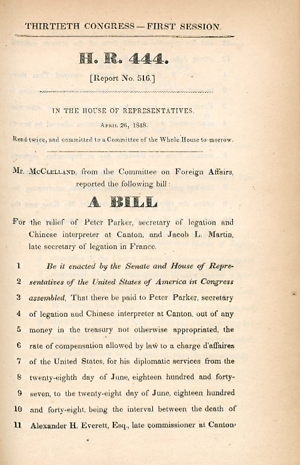 THIRTIETH CONGRESS—FIRST SESSION.
H. R. 444.
[Report No. 516.]
IN THE HOUSE OF REPRESENTATIVES.
APRIL 26, 1848.
Read twice, and committed to a Committee of the Whole House to-morrow.
Mr. McCLELLAND, from the Committee on Foreign Affairs,
reported the following bill:
A BILL
For the relief of Peter Parker, secretary of legation and
Chinese interpreter at Canton, and Jacob L. Martin,
late secretary of legation in France.
1 Be it enacted by the Senate and House of Repre-
2 sentatives of the United States of America in Congress
3 assembled, That there be paid to Peter Parker, secretary
4 of legation and Chinese interpreter at Canton, out of any
5 money in the treasury not otherwise appropriated, the
6 rate of compensation allowed by law to a charge d'affaires
7 of the United States, for his diplomatic services from the
8 twenty-eighth day of June, eighteen hundred and forty-
9 seven, to the twenty-eight day of June, eighteen hundred
10 and forty-eight, being the interval between the death of
11 Alexander H. Everett, Esq., late commissioner at Canton